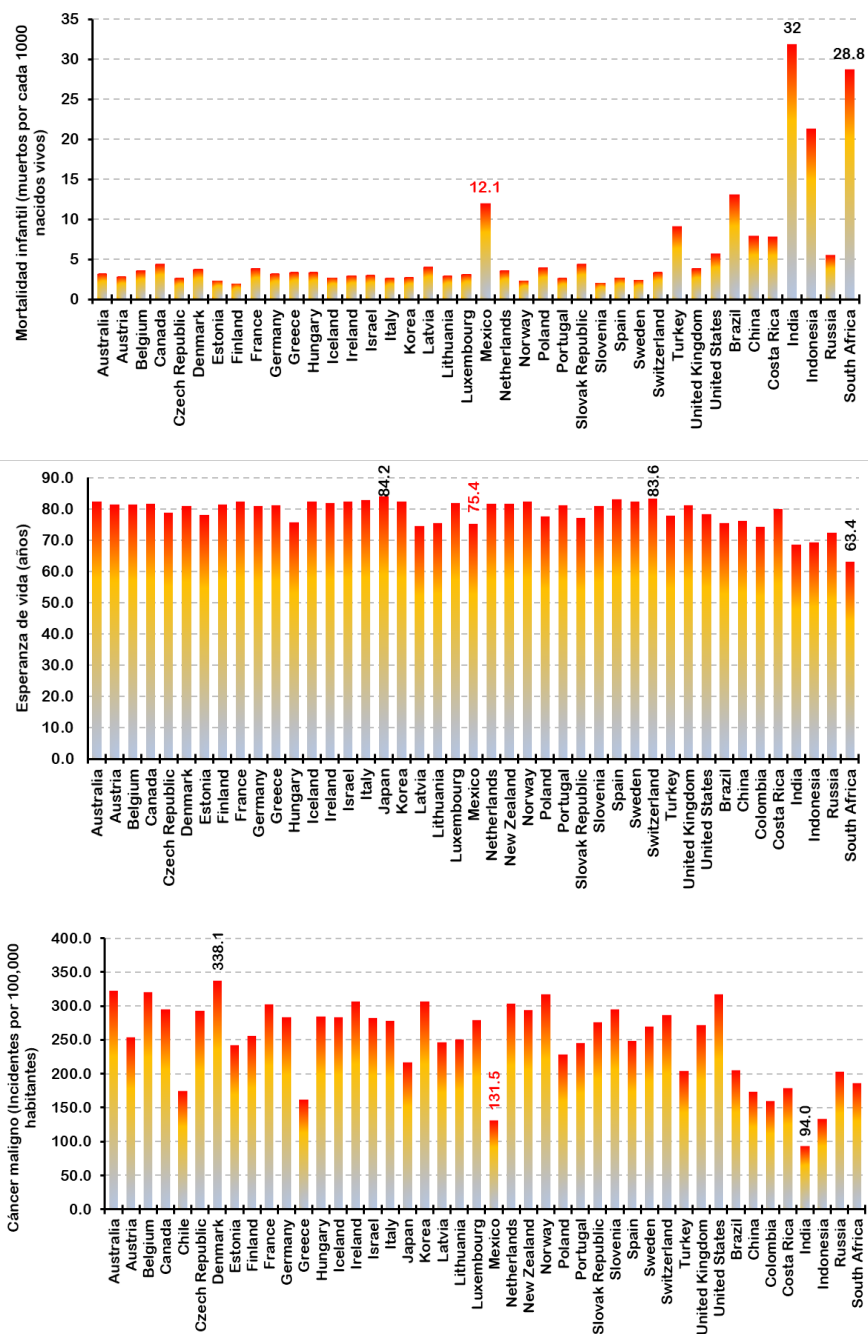 Mortalidad infantil (muertos por cada 1000
nacidos vivos)
35
30
25
20
15
10
5
0
12.1
32
28.8
Australia
Austria
Belgium
Canada
Czech Republic
Denmark
Estonia
Finland
France
Germany
Greece
Hungary
Iceland
Ireland
Israel
Italy
Korea
Latvia
Lithuania
Luxembourg
Mexico
Netherlands
Norway
Poland
Portugal
Slovak Republic
Slovenia
Spain
Sweden
Switzerland
Turkey
United Kingdom
United States
Brazil
China
Costa Rica
India
Indonesia
Russia
South Africa
Esperanza de vida (años)
90.0
80.0
70.0
60.0
50.0
40.0
30.0
20.0
10.0
0.0
84.2
75.4
83.6
63.4
Australia
Austria
Belgium
Canada
Czech Republic
Denmark
Estonia
Finland
France
Germany
Greece
Hungary
Iceland
Ireland
Israel
Italy
Japan
Korea
Latvia
Lithuania
Luxembourg
Mexico
Netherlands
New Zealand
Norway
Poland
Portugal
Slovak Republic
Slovenia
Spain
Sweden
Switzerland
Turkey
United Kingdom
United States
Brazil
China
Colombia
Costa Rica
India
Indonesia
Russia
South Africa
Cáncer maligno (Incidentes por 100,000
habitantes)
400.0
350.0
300.0
250.0
200.0
150.0
100.0
50.0
0.0
338.1
131.5
94.0
Australia
Austria
Belgium
Canada
Chile
Czech Republic
Denmark
Estonia
Finland
France
Germany
Greece
Hungary
Iceland
Ireland
Israel
Italy
Japan
Korea
Latvia
Lithuania
Luxembourg
Mexico
Netherlands
New Zealand
Norway
Poland
Portugal
Slovak Republic
Slovenia
Spain
Sweden
Switzerland
Turkey
United Kingdom
United States
Brazil
China
Colombia
Costa Rica
India
Indonesia
Russia
South Africa